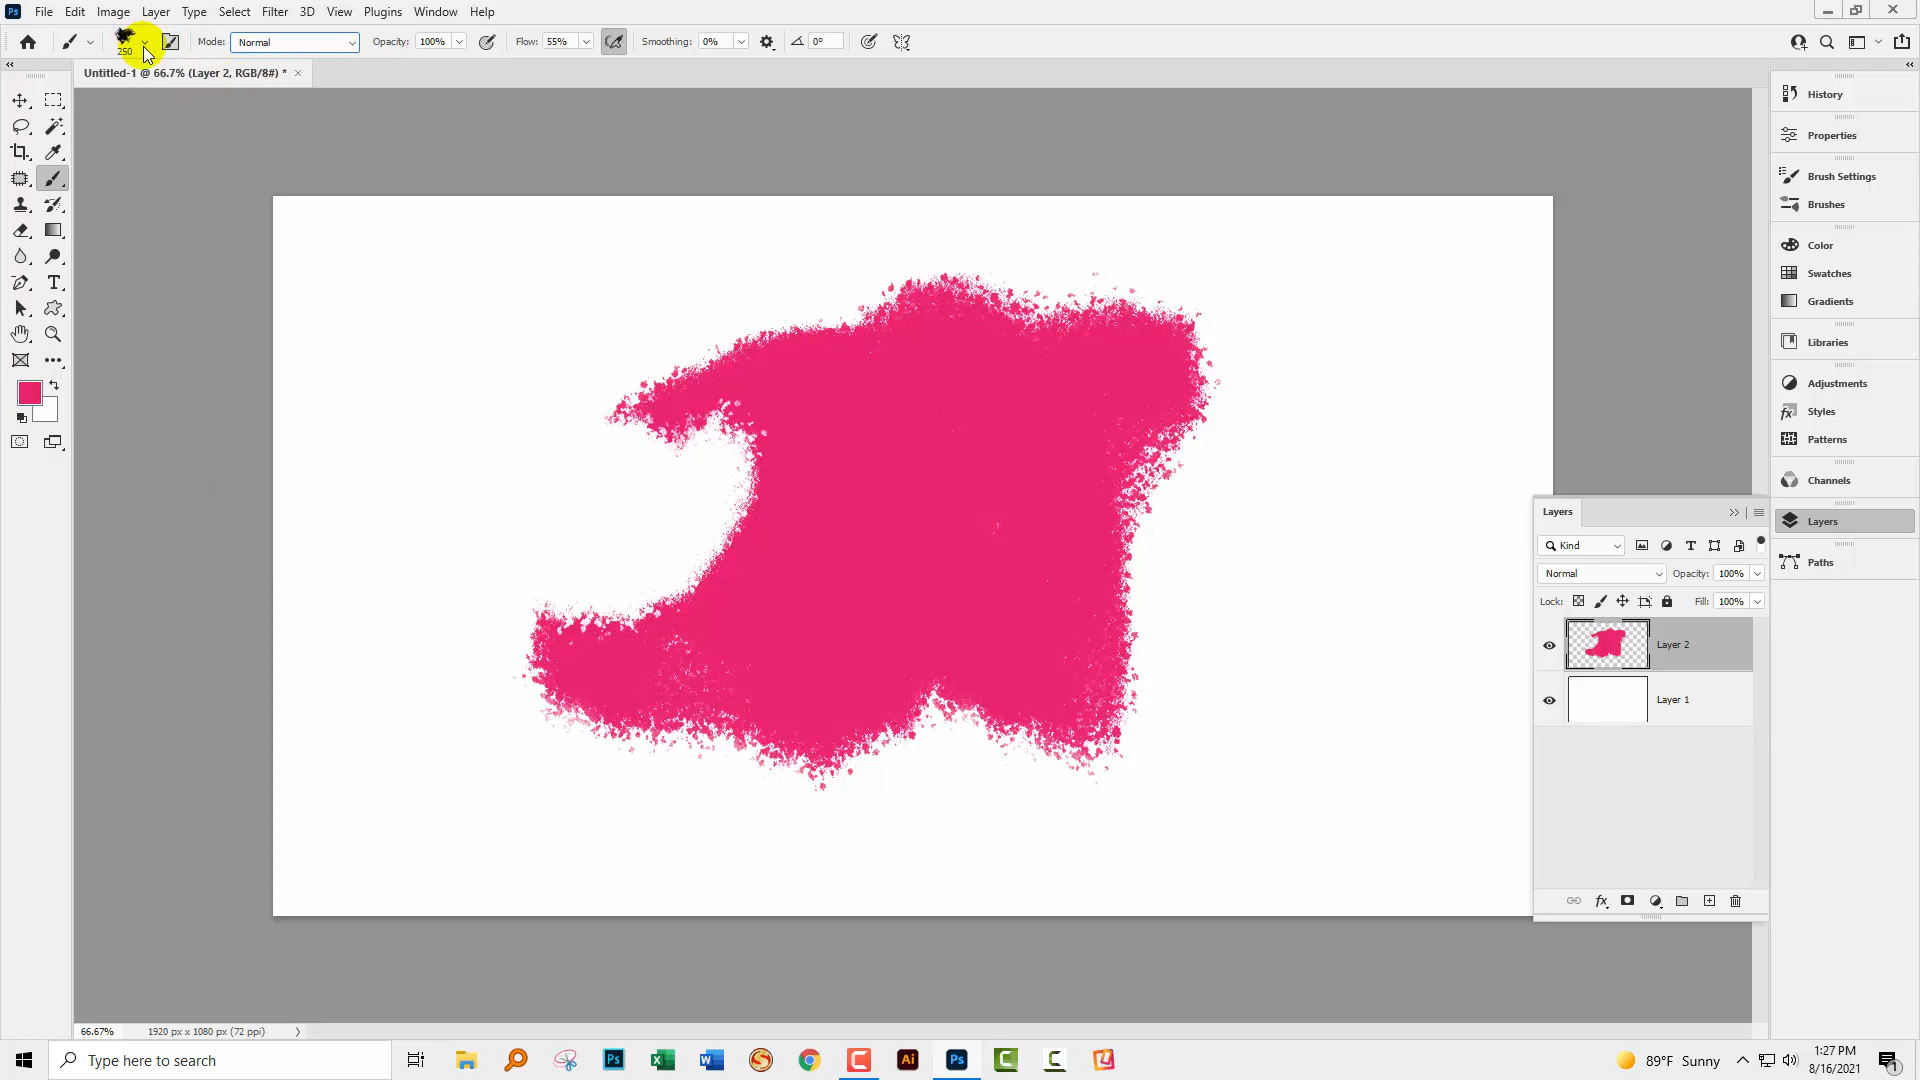 Ps File Edit Image Layer Type Select Filter 3D View Plugins Window Help
250 Mode: Normal Opacity: 100% Flow: 55% Smoothing: 0% 0°
Untitled-1 @ 66.7% (Layer 2, RGB/8#) * ×
History
Properties
Brush Settings
Brushes
Color
Swatches
Gradients
Libraries
Adjustments
Styles
Patterns
Channels
Layers
Paths
Layers
Kind
Normal Opacity: 100%
Lock: Fill: 100%
Layer 2
Layer 1
66.67% 1920 px x 1080 px (72 ppi)
Type here to search
89°F Sunny
1:27 PM
8/16/2021